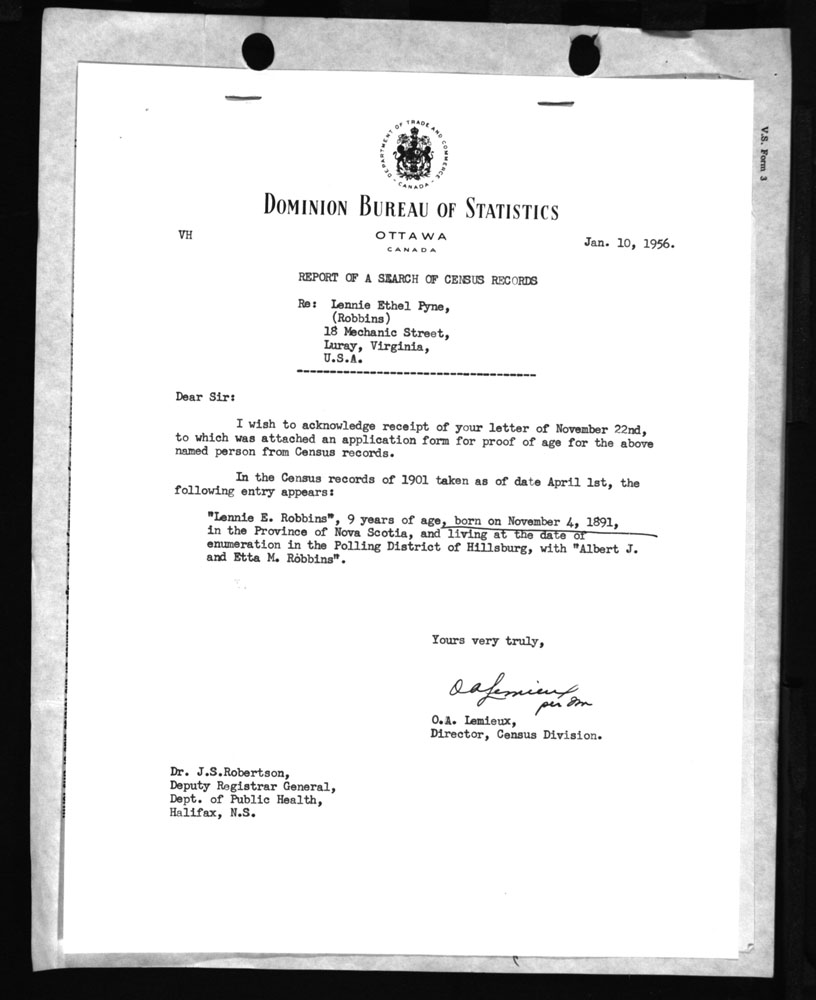 V.S. Form 3
DEPARTMENT OF TRADE AND COMMERCE
CANADA
DOMINION BUREAU OF STATISTICS
VH
OTTAWA
CANADA
Jan. 10, 1956.
REPORT OF A SEARCH OF CENSUS RECORDS
Re: Lennie Ethel Pyne,
(Robbins)
18 Mechanic Street,
Luray, Virginia,
U.S.A.
Dear Sir:
I wish to acknowledge receipt of your letter of November 22nd,
to which was attached an application form for proof of age for the above
named person from Census records.
In the Census records of 1901 taken as of date April 1st, the
following entry appears:
"Lennie E. Robbins", 9 years of age, born on November 4, 1891,
in the Province of Nova Scotia, and living at the date of
enumeration in the Polling District of Hillsburg, with "Albert J.
and Etta M. Robbins".
Yours very truly,
OA Lemieux
per
O.A. Lemieux,
Director, Census Division.
Dr. J.S.Robertson,
Deputy Registrar General,
Dept. of Public Health,
Halifax, N.S.